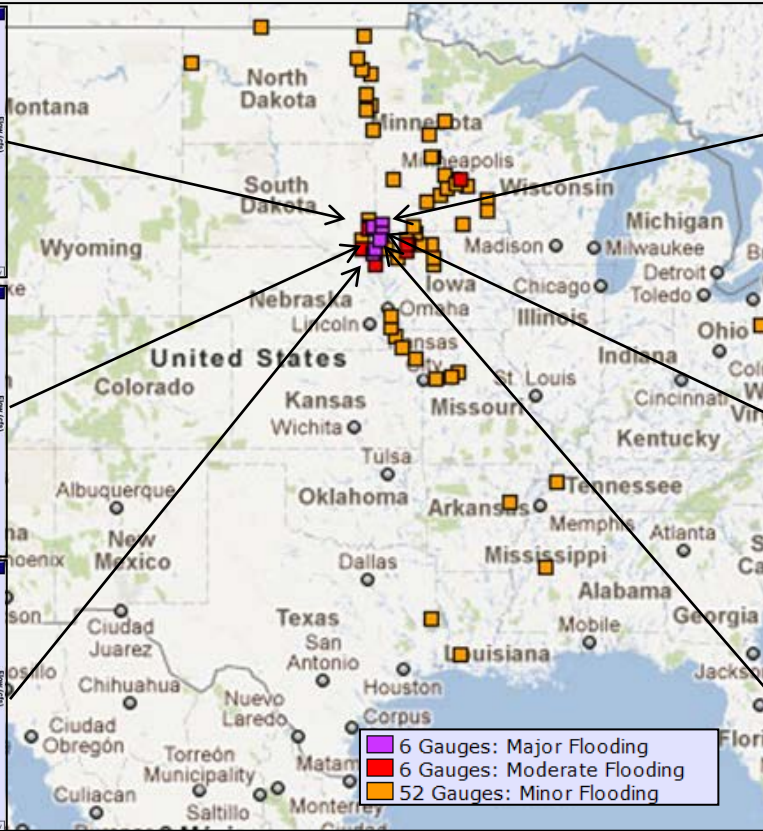 North
Dakota
Montana
Minnesota
Minneapolis
South
Dakota
Wisconsin
Wyoming
Michigan
Madison
Milwaukee
Detroit
Toledo
Iowa
Chicago
Nebraska
Omaha
Lincoln
Illinois
Ohio
United States
Kansas
City
Indiana
Colorado
St. Louis
Cincinnati
Kansas
Missouri
Wichita
Kentucky
Tulsa
Albuquerque
Oklahoma
Arkansas
Tennessee
Memphis
New
Mexico
Atlanta
Dallas
Mississippi
Alabama
Georgia
Ciudad
Juarez
Texas
Mobile
San
Antonio
Louisiana
Chihuahua
Houston
Nuevo
Laredo
Corpus
Ciudad
Obregón
Torreón
Municipality
Culiacan
Saltillo
Monterrey
6 Gauges: Major Flooding
6 Gauges: Moderate Flooding
52 Gauges: Minor Flooding